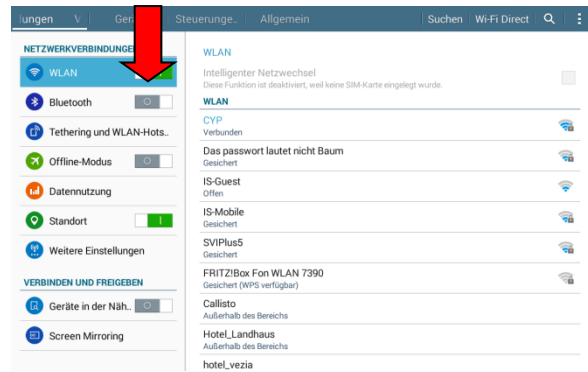 lungen V Ger Steuerunge.. Allgemein Suchen Wi-Fi Direct
NETZWERKVERBINDUNGE
WLAN
Bluetooth
Tethering und WLAN-Hots..
Offline-Modus
Datennutzung
Standort
Weitere Einstellungen
VERBINDEN UND FREIGEBEN
Geräte in der Näh..
Screen Mirroring
WLAN
Intelligenter Netzwechsel
Diese Funktion ist deaktiviert, weil keine SIM-Karte eingelegt wurde.
WLAN
CYP
Verbunden
Das passwort lautet nicht Baum
Gesichert
IS-Guest
Offen
IS-Mobile
Gesichert
SVIPlus5
Gesichert
FRITZ!Box Fon WLAN 7390
Gesichert (WPS verfügbar)
Callisto
Außerhalb des Bereichs
Hotel_Landhaus
Außerhalb des Bereichs
hotel_vezia